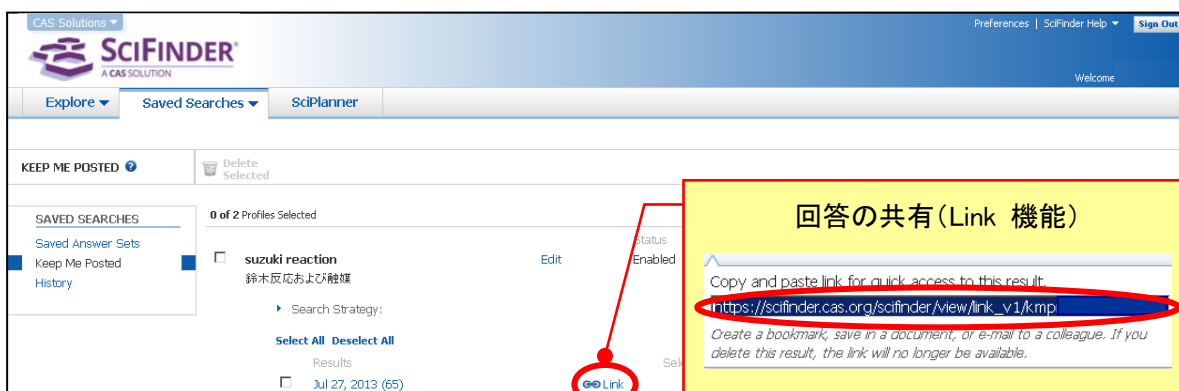 CAS Solutions ▼
Preferences | SciFinder Help ▼ Sign Out
SCIFINDER®
A CAS SOLUTION
Welcome
Explore ▼ Saved Searches ▼ SciPlanner
KEEP ME POSTED ? Delete Selected
SAVED SEARCHES
Saved Answer Sets
Keep Me Posted
History
0 of 2 Profiles Selected
Status
suzuki reaction Edit Enabled
鈴木反応および触媒
Search Strategy:
Select All Deselect All
Results
Jul 27, 2013 (65) Link
回答の共有(Link 機能)
Copy and paste link for quick access to this result.
https://scifinder.cas.org/scifinder/view/link_v1/kmp
Create a bookmark, save in a document, or e-mail to a colleague. If you
delete this result, the link will no longer be available.